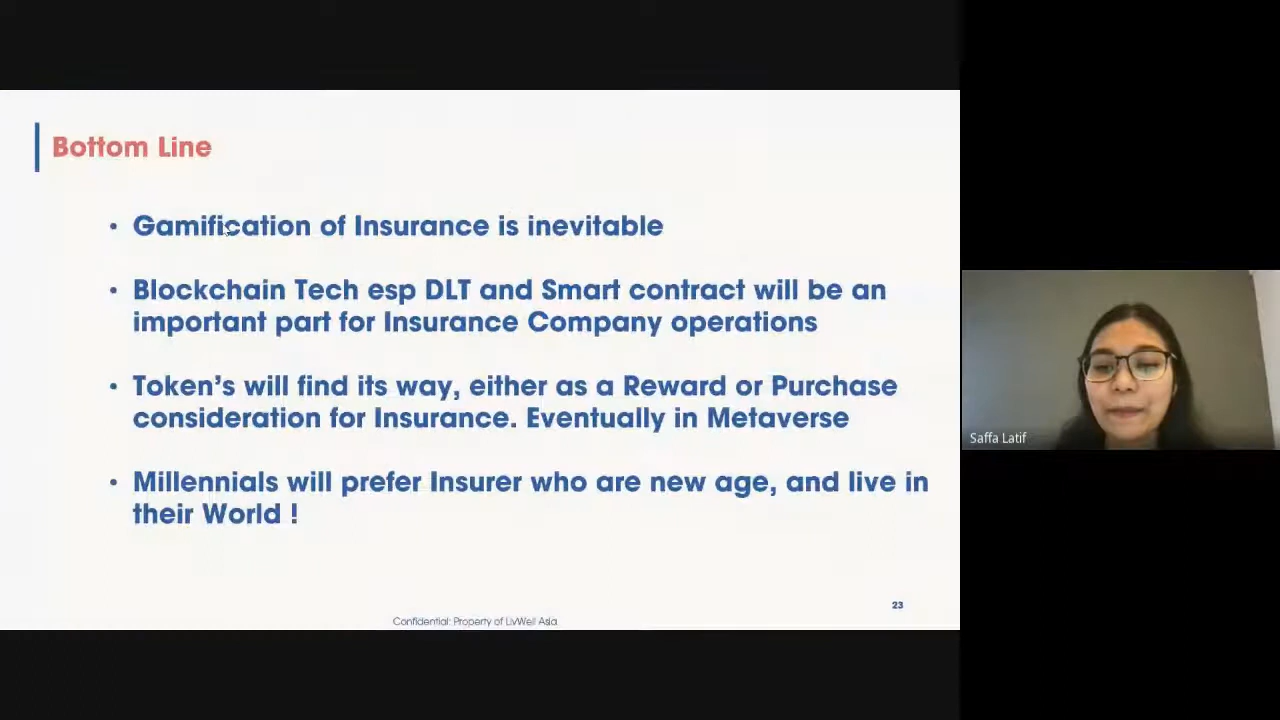 Bottom Line
• Gamification of Insurance is inevitable
• Blockchain Tech esp DLT and Smart contract will be an
important part for Insurance Company operations
• Token's will find its way, either as a Reward or Purchase
consideration for Insurance. Eventually in Metaverse
• Millennials will prefer Insurer who are new age, and live in
their World !
23
Confidential: Property of LivWell Asia
Saffa Latif